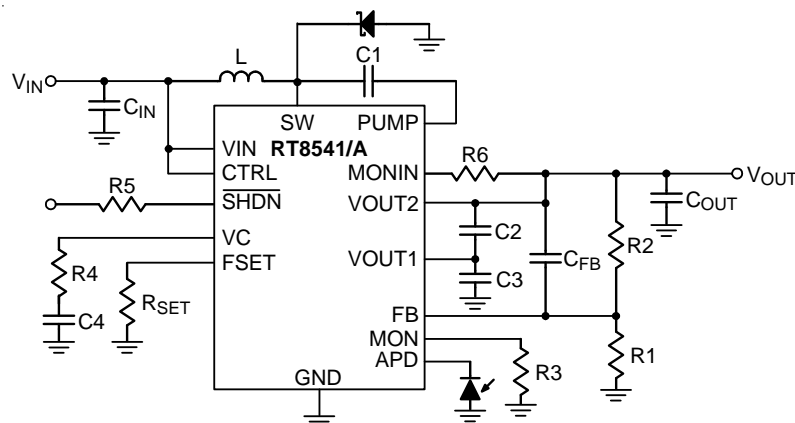 L
C1
VIN
CIN
SW
PUMP
VIN
RT8541/A
CTRL
MONIN
R6
VOUT
R5
SHDN
VOUT2
COUT
VC
C2
R2
R4
FSET
VOUT1
CFB
C4
RSET
C3
FB
MON
R1
APD
R3
GND